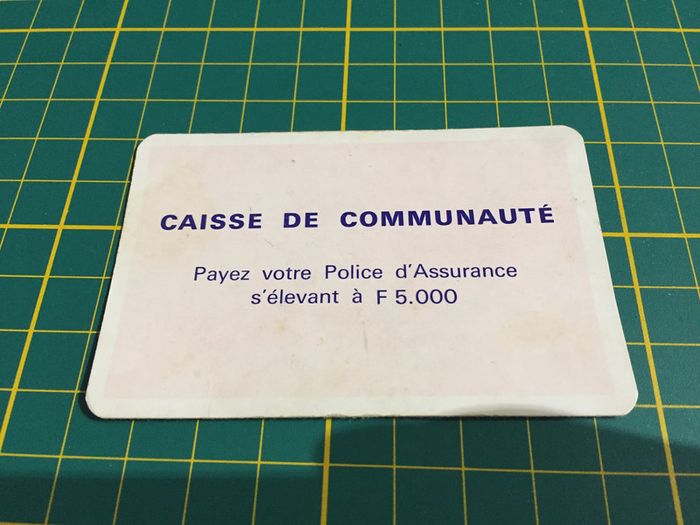 CAISSE DE COMMUNAUTÉ
Payez votre Police d'Assurance
s'élevant à F 5.000